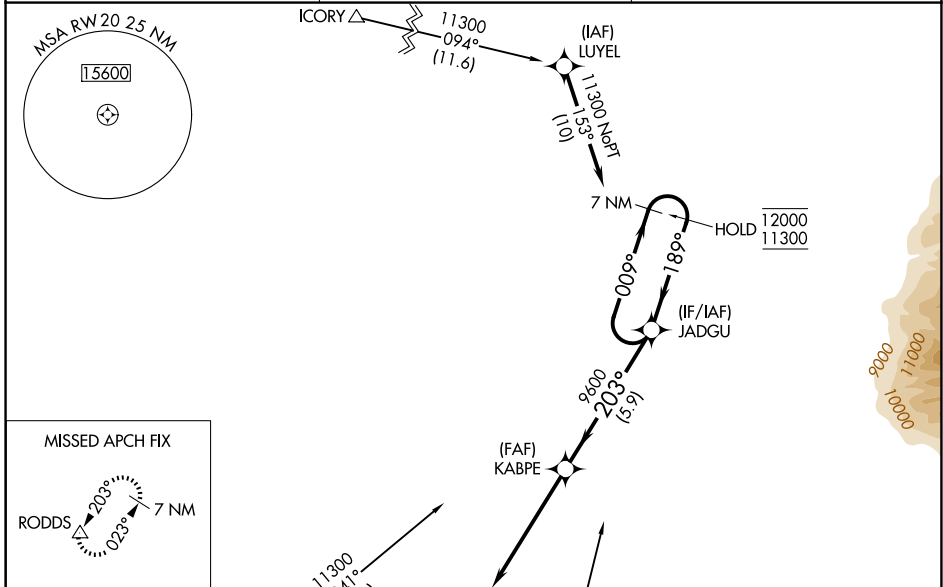 MSA RW20 25 NM
15600
ICORY
11300
094°
(11.6)
(IAF)
LUYEL
11300 NoPT
153°
(10)
7 NM
HOLD
12000
11300
009°
189°
(IF/IAF)
JADGU
9600
203°
(5.9)
(FAF)
KABPE
9000
11000
10000
MISSED APCH FIX
RODDS
203°
023°
7 NM
11300